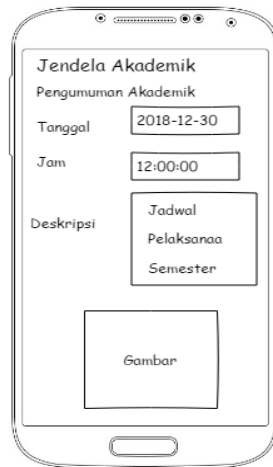 Jendela Akademik
Pengumuman Akademik
Tanggal 2018-12-30
Jam 12:00:00
Deskripsi
Jadwal
Pelaksanaa
Semester
Gambar